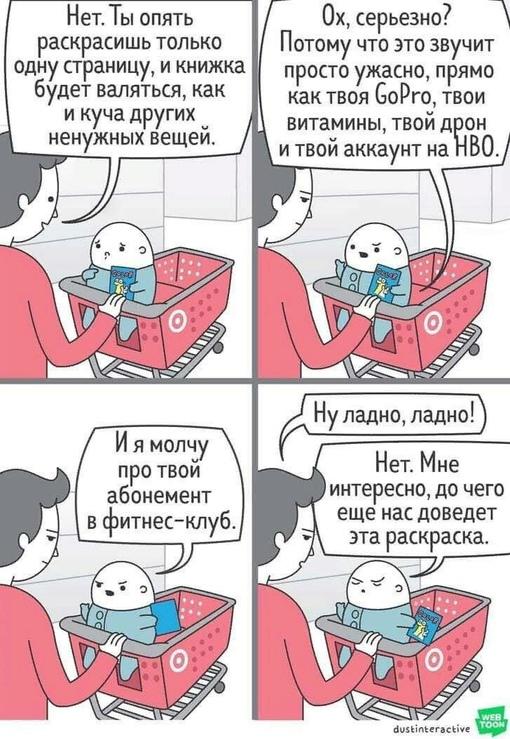 Нет. Ты опять
раскрасишь только
одну страницу, и книжка
будет валяться, как
и куча других
ненужных вещей.
Ох, серьезно?
Потому что это звучит
просто ужасно, прямо
как твоя GoPro, твои
витамины, твой дрон
и твой аккаунт на HBO.
COLOR
COLOR
И я молчу
про твой
абонемент
в фитнес-клуб.
Ну ладно, ладно!
Нет. Мне
интересно, до чего
еще нас доведет
эта раскраска.
COLOR
dustinteractive
WEB
TOON